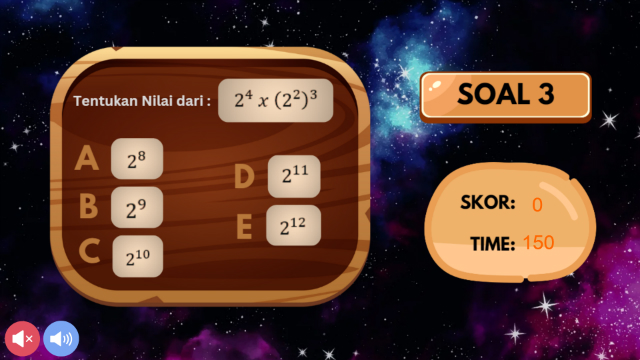 SOAL 3
Tentukan Nilai dari : 2⁴ x (2²)³
A 2⁸
B 2⁹
C 2¹⁰
D 2¹¹
E 2¹²
SKOR: 0
TIME: 150